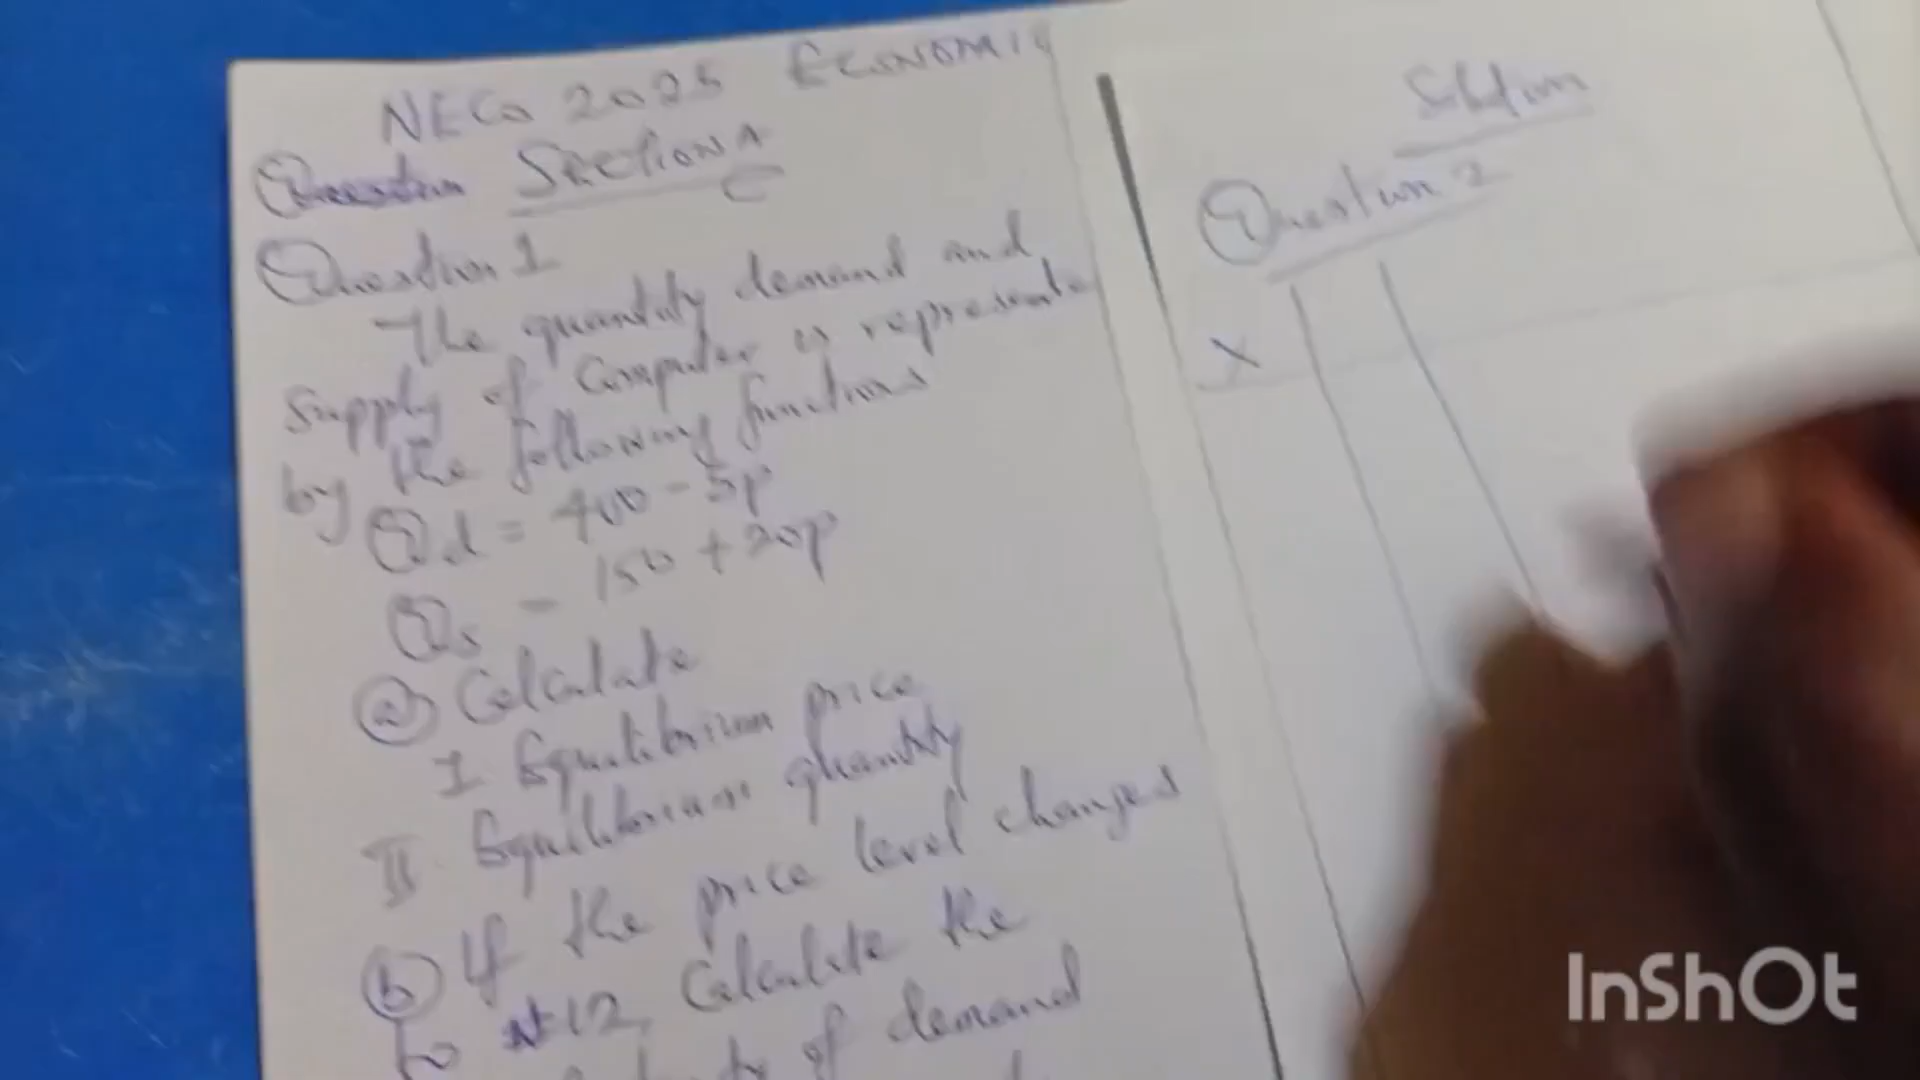 NECO 2025 ECONOMIC
Question SECTION A
C
Question 1
The quantity demand and
supply of computer is represente
by the following functions
Qd = 400 - 5p
Qs = 150 + 20p
(a) Calculate
I. Equilibrium price
II. Equilibrium quantity
(b) If the price level changes
to N12, Calculate the
of demand
Solution
Question 2
X
InShOt